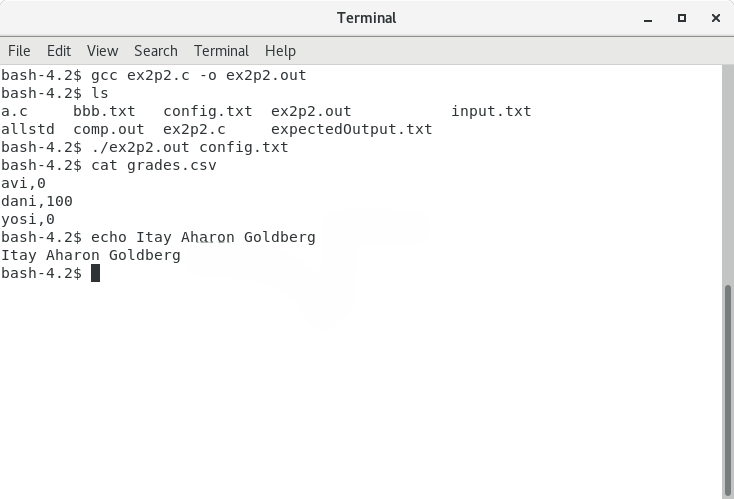 Terminal
File Edit View Search Terminal Help
bash-4.2$ gcc ex2p2.c -o ex2p2.out
bash-4.2$ ls
a.c     bbb.txt   config.txt  ex2p2.out           input.txt
allstd  comp.out  ex2p2.c     expectedOutput.txt
bash-4.2$ ./ex2p2.out config.txt
bash-4.2$ cat grades.csv
avi,0
dani,100
yosi,0
bash-4.2$ echo Itay Aharon Goldberg
Itay Aharon Goldberg
bash-4.2$